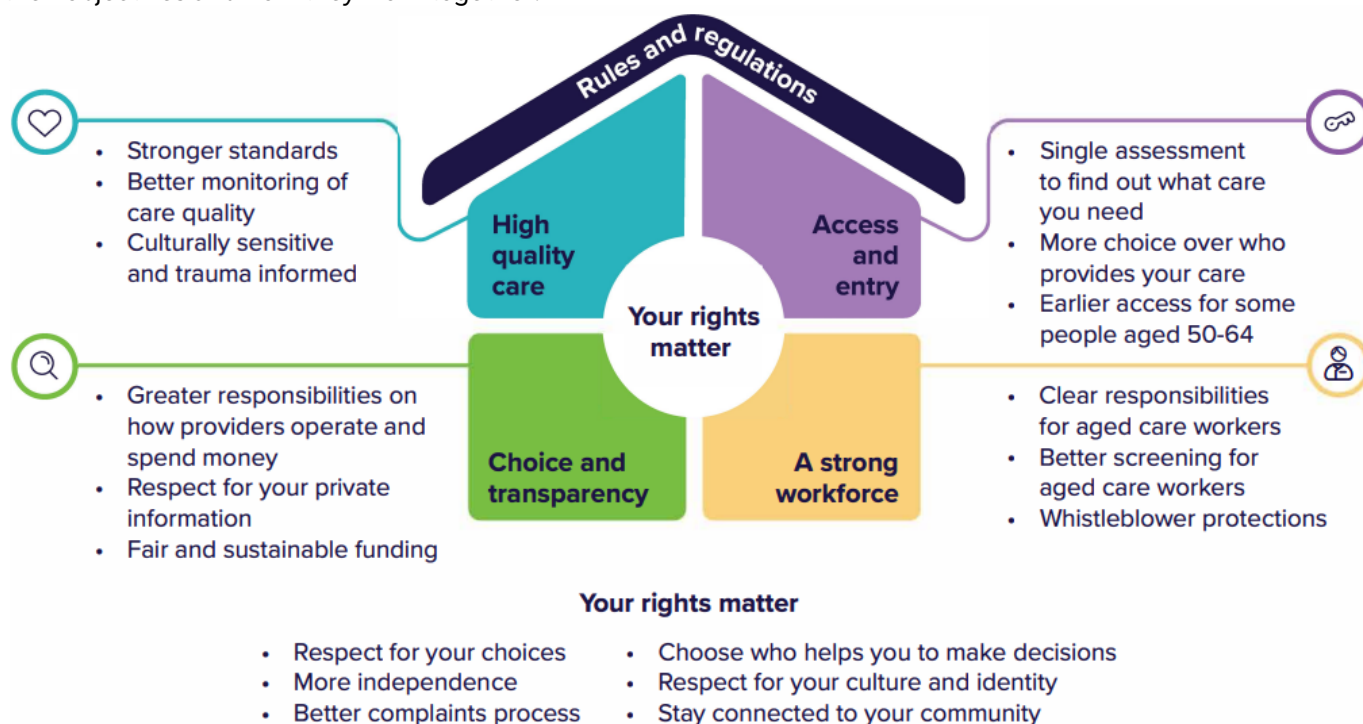 Rules and regulations
• Stronger standards
• Better monitoring of
care quality
• Culturally sensitive
and trauma informed
High
quality
care
Access
and
entry
• Single assessment
to find out what care
you need
• More choice over who
provides your care
• Earlier access for some
people aged 50-64
Your rights
matter
• Greater responsibilities on
how providers operate and
spend money
• Respect for your private
information
• Fair and sustainable funding
Choice and
transparency
A strong
workforce
• Clear responsibilities
for aged care workers
• Better screening for
aged care workers
• Whistleblower protections
Your rights matter
• Respect for your choices
• More independence
• Better complaints process
• Choose who helps you to make decisions
• Respect for your culture and identity
• Stay connected to your community